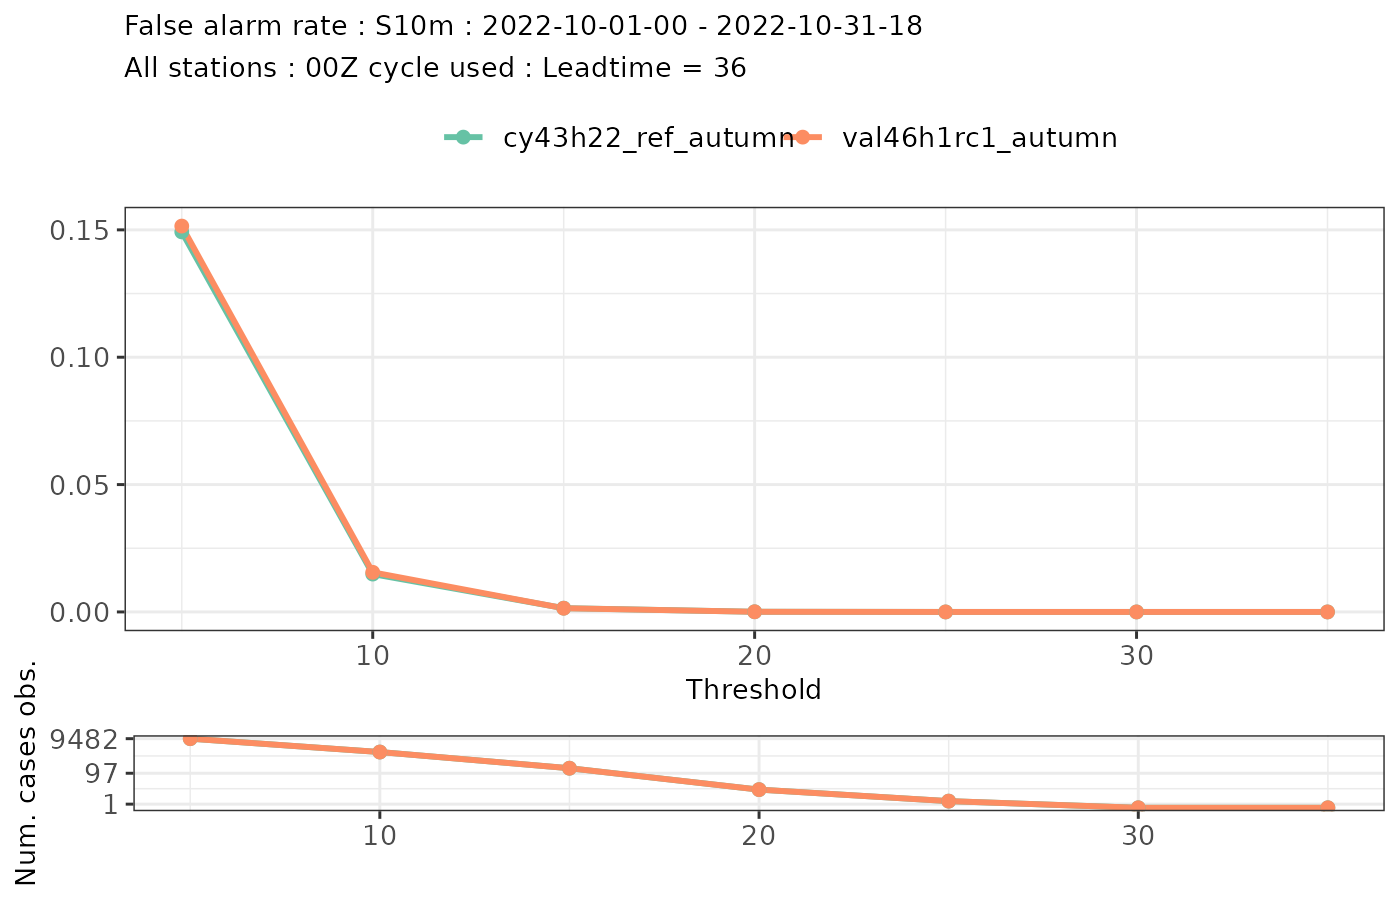 False alarm rate : S10m : 2022-10-01-00 - 2022-10-31-18
All stations : 00Z cycle used : Leadtime = 36
cy43h22_ref_autumn val46h1rc1_autumn
0.15
0.10
0.05
0.00
10 20 30
Threshold
Num. cases obs.
9482
97
1
10 20 30